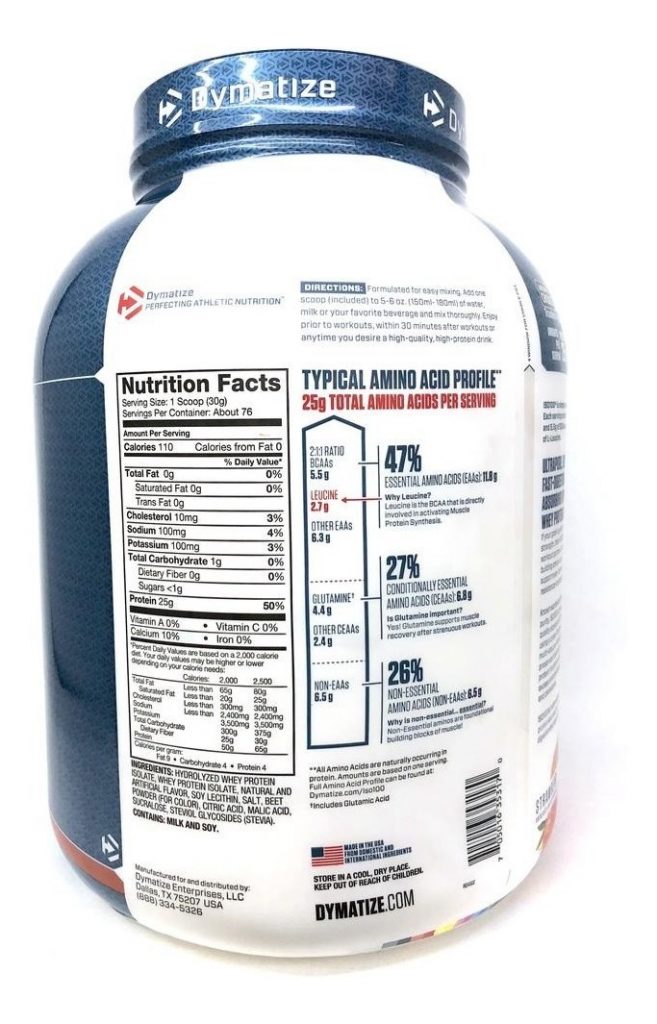 Dymatize
Dy
Dymatize
PERFECTING ATHLETIC NUTRITION™
DIRECTIONS: Formulated for easy mixing. Add one
scoop (included) to 5-6 oz. (150ml-180ml) of water,
milk or your favorite beverage and mix thoroughly. Enjoy
prior to workouts, within 30 minutes after workouts or
anytime you desire a high-quality, high-protein drink.
Nutrition Facts
Serving Size: 1 Scoop (30g)
Servings Per Container: About 76
Amount Per Serving
Calories 110 Calories from Fat 0
% Daily Value*
Total Fat 0g 0%
Saturated Fat 0g 0%
Trans Fat 0g
Cholesterol 10mg 3%
Sodium 100mg 4%
Potassium 100mg 3%
Total Carbohydrate 1g 0%
Dietary Fiber 0g 0%
Sugars <1g
Protein 25g 50%
Vitamin A 0% • Vitamin C 0%
Calcium 10% • Iron 0%
*Percent Daily Values are based on a 2,000 calorie
diet. Your daily values may be higher or lower
depending on your calorie needs:
Calories: 2,000 2,500
Total Fat Less than 65g 80g
Saturated Fat Less than 20g 25g
Cholesterol Less than 300mg 300mg
Sodium Less than 2,400mg 2,400mg
Potassium 3,500mg 3,500mg
Total Carbohydrate 300g 375g
Dietary Fiber 25g 30g
Protein 50g 65g
Calories per gram:
Fat 9 • Carbohydrate 4 • Protein 4
INGREDIENTS: HYDROLYZED WHEY PROTEIN
ISOLATE, WHEY PROTEIN ISOLATE, NATURAL AND
ARTIFICIAL FLAVOR, SOY LECITHIN, SALT, BEET
POWDER (FOR COLOR), CITRIC ACID, MALIC ACID,
SUCRALOSE, STEVIOL GLYCOSIDES (STEVIA).
CONTAINS: MILK AND SOY.
Manufactured for and distributed by:
Dymatize Enterprises, LLC
Dallas, TX 75207 USA
(888) 334-5326
TYPICAL AMINO ACID PROFILE**
25g TOTAL AMINO ACIDS PER SERVING
2:1:1 RATIO
BCAAs
5.5 g
LEUCINE
2.7 g
OTHER EAAs
6.3 g
GLUTAMINE†
4.4 g
OTHER CEAAs
2.4 g
NON-EAAs
6.5 g
47%
ESSENTIAL AMINO ACIDS (EAAs): 11.8 g
Why Leucine?
Leucine is the BCAA that is directly
involved in activating Muscle
Protein Synthesis.
27%
CONDITIONALLY ESSENTIAL
AMINO ACIDS (CEAAs): 6.8 g
Is Glutamine important?
Yes! Glutamine supports muscle
recovery after strenuous workouts.
26%
NON-ESSENTIAL
AMINO ACIDS (NON-EAAs): 6.5 g
Why is non-essential... essential?
Non-Essential aminos are foundational
building blocks of muscle!
**All Amino Acids are naturally occurring in
protein. Amounts are based on one serving.
Full Amino Acid Profile can be found at:
Dymatize.com/iso100
†Includes Glutamic Acid
MADE IN THE USA
FROM DOMESTIC AND
INTERNATIONAL INGREDIENTS
STORE IN A COOL, DRY PLACE.
KEEP OUT OF REACH OF CHILDREN.
DYMATIZE.COM